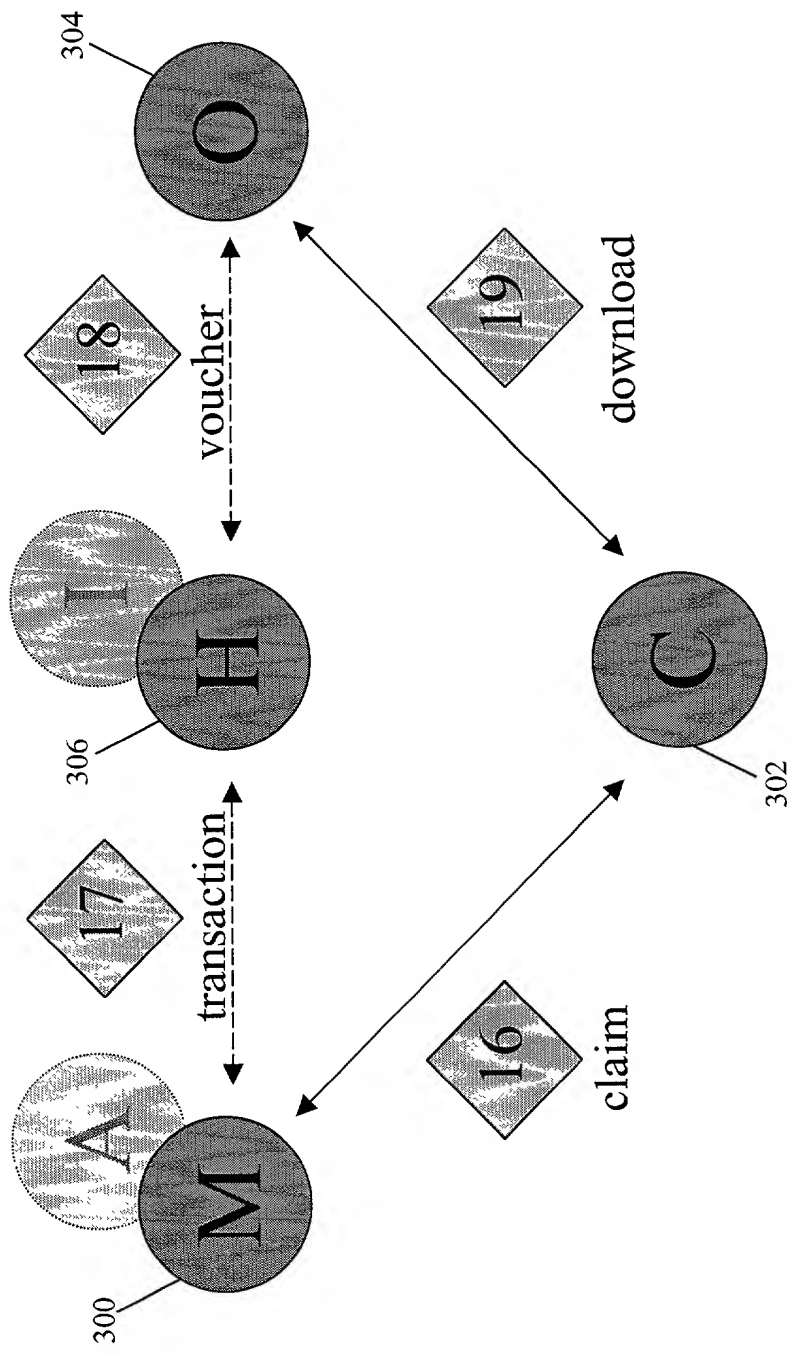 A
M
300
17
transaction
I
H
306
18
voucher
O
304
16
claim
C
302
19
download